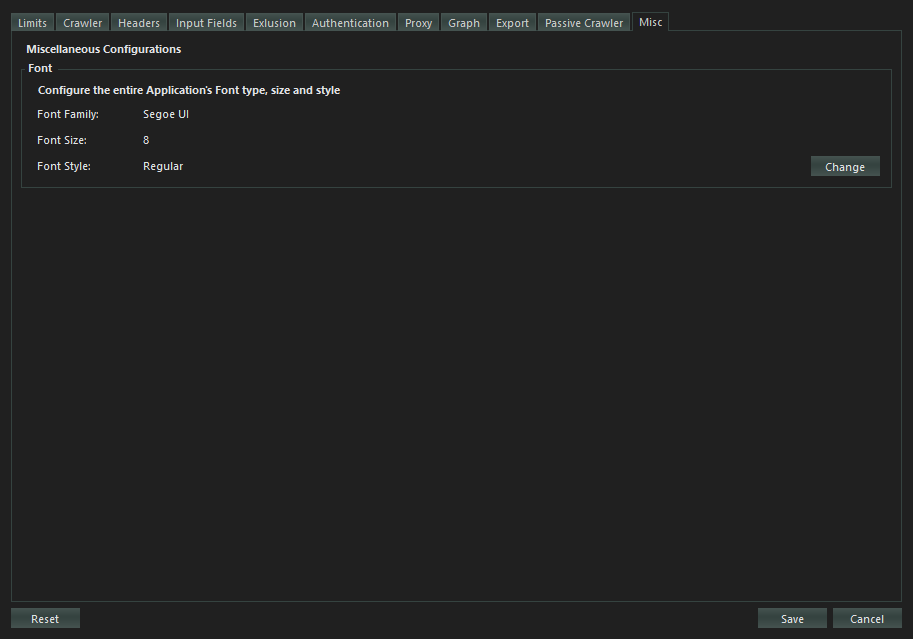 Limits Crawler Headers Input Fields Exlusion Authentication Proxy Graph Export Passive Crawler Misc
Miscellaneous Configurations
Font
Configure the entire Application's Font type, size and style
Font Family: Segoe UI
Font Size: 8
Font Style: Regular
Change
Reset Save Cancel